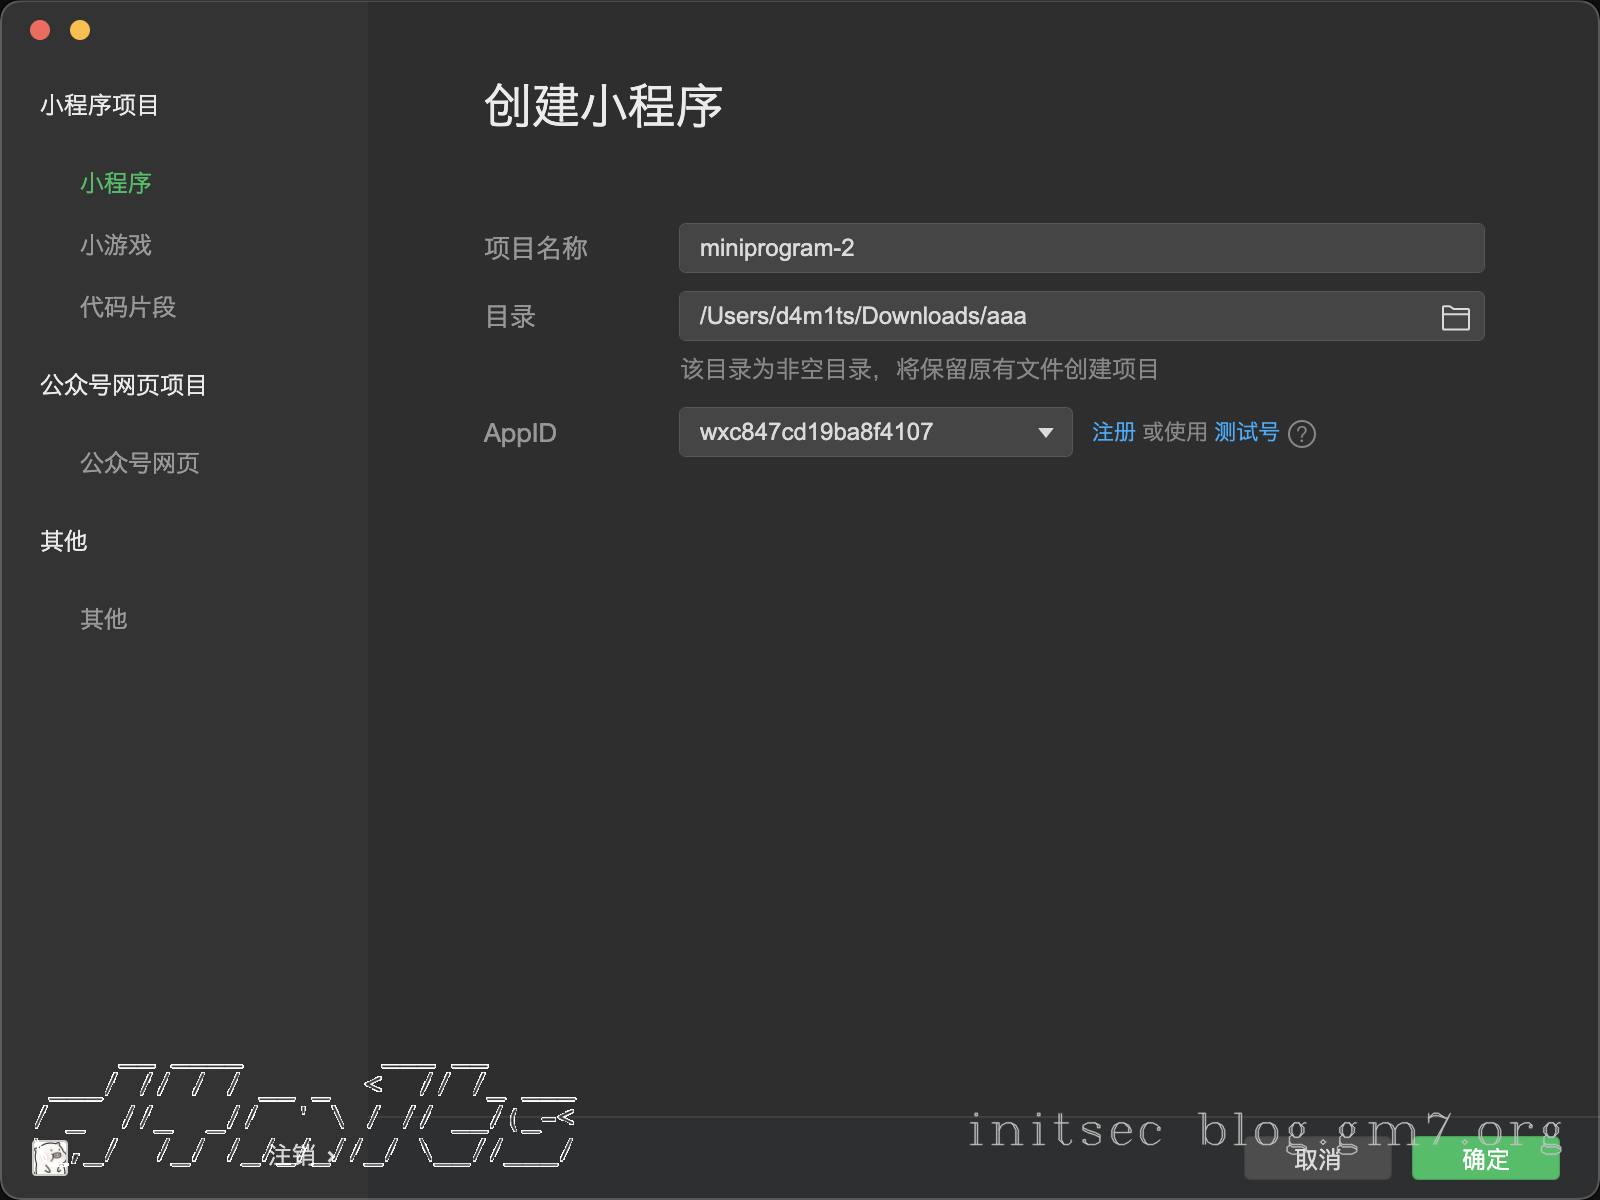 小程序项目
小程序
小游戏
代码片段
公众号网页项目
公众号网页
其他
其他
注销 ›
创建小程序
项目名称 miniprogram-2
目录 /Users/d4m1ts/Downloads/aaa
该目录为非空目录，将保留原有文件创建项目
AppID wxc847cd19ba8f4107 注册 或使用 测试号 ?
initsec blog.gm7.org
取消 确定